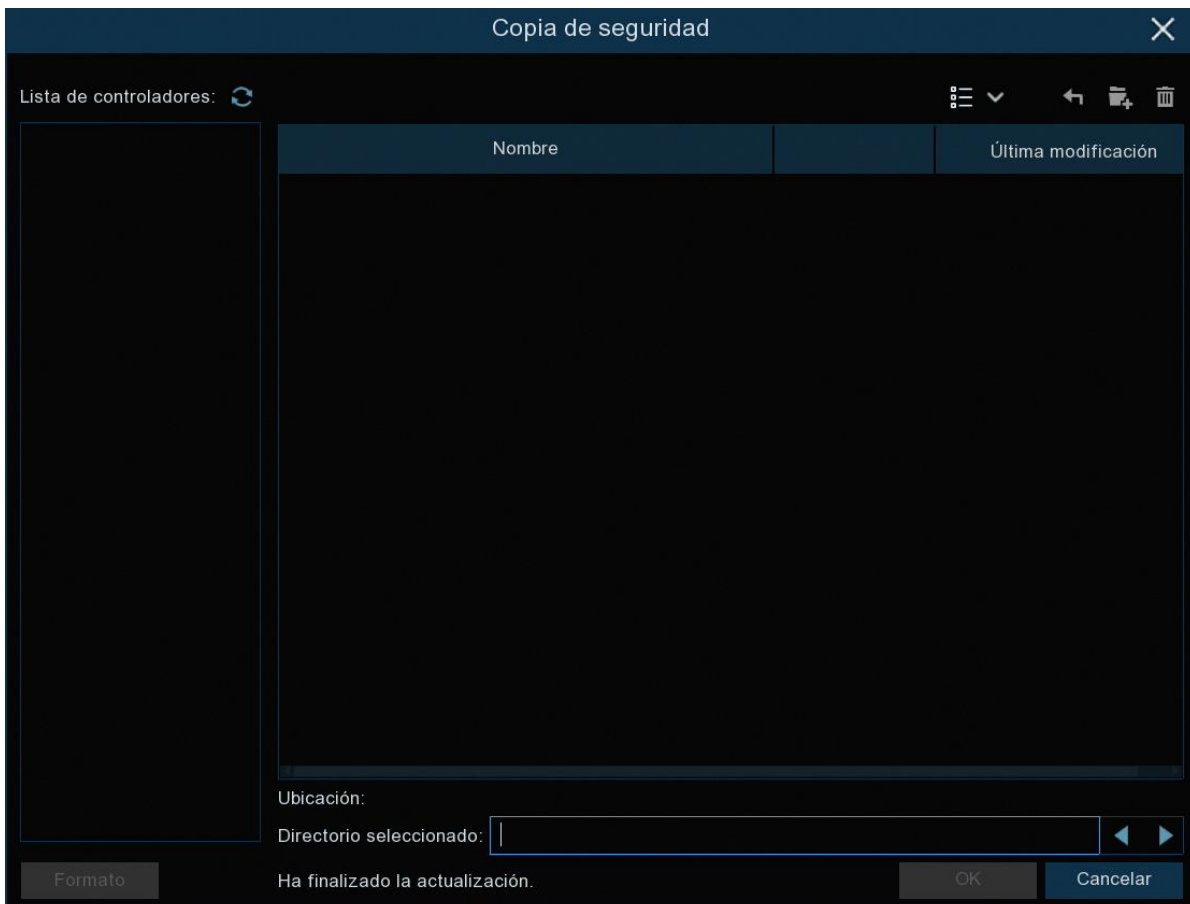 Copia de seguridad
Lista de controladores:
Nombre
Última modificación
Ubicación:
Directorio seleccionado:
Formato
Ha finalizado la actualización.
OK
Cancelar